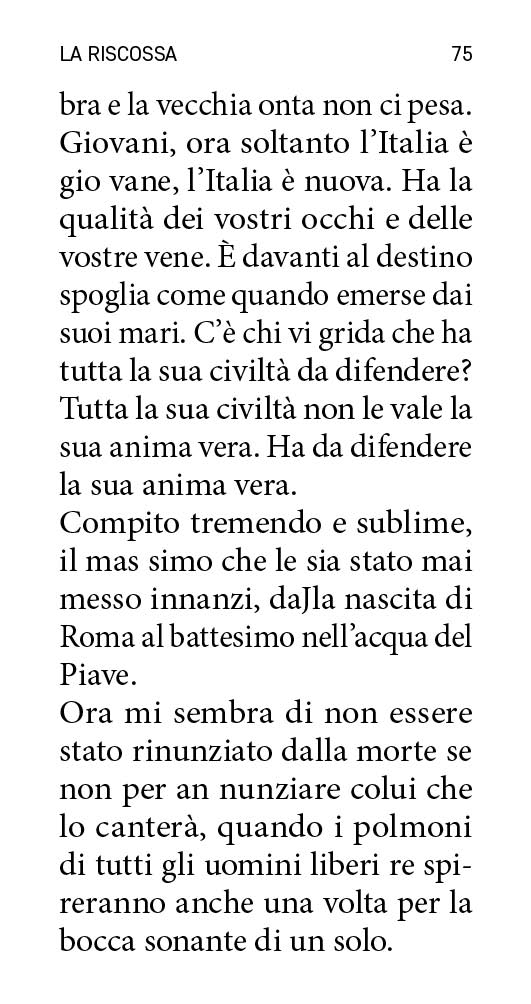 LA RISCOSSA 75
bra e la vecchia onta non ci pesa.
Giovani, ora soltanto l’Italia è
gio vane, l’Italia è nuova. Ha la
qualità dei vostri occhi e delle
vostre vene. È davanti al destino
spoglia come quando emerse dai
suoi mari. C’è chi vi grida che ha
tutta la sua civiltà da difendere?
Tutta la sua civiltà non le vale la
sua anima vera. Ha da difendere
la sua anima vera.
Compito tremendo e sublime,
il mas simo che le sia stato mai
messo innanzi, daJla nascita di
Roma al battesimo nell’acqua del
Piave.
Ora mi sembra di non essere
stato rinunziato dalla morte se
non per an nunziare colui che
lo canterà, quando i polmoni
di tutti gli uomini liberi re spi-
reranno anche una volta per la
bocca sonante di un solo.